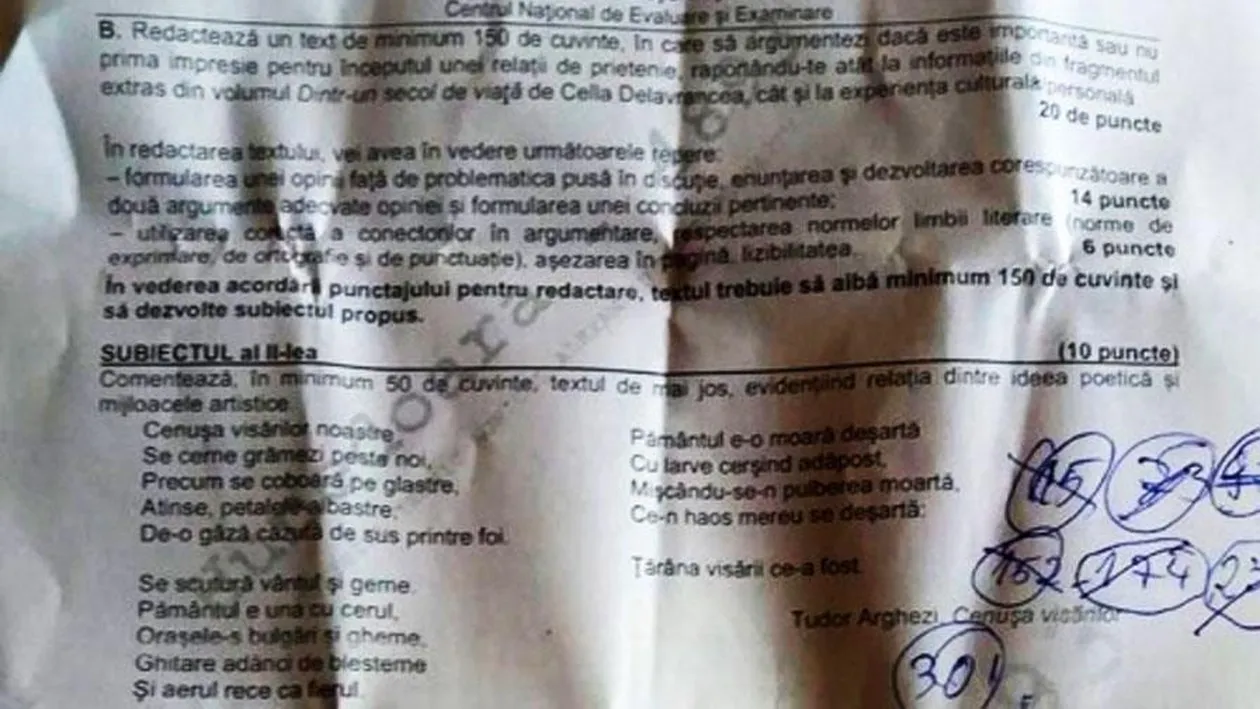 Centrul Național de Evaluare și Examinare
B. Redactează un text de minimum 150 de cuvinte, în care să argumentezi dacă este importantă sau nu
prima impresie pentru începutul unei relații de prietenie, raportându-te atât la informațiile din fragmentul
extras din volumul Dintr-un secol de viață de Cella Delavrancea, cât și la experiența culturală personală
20 de puncte
În redactarea textului, vei avea în vedere următoarele repere:
– formularea unei opinii față de problematica pusă în discuție, enunțarea și dezvoltarea corespunzătoare a
două argumente adecvate opiniei și formularea unei concluzii pertinente;
14 puncte
– utilizarea corectă a conectorilor în argumentare, respectarea normelor limbii literare (norme de
exprimare, de ortografie și de punctuație), așezarea în pagină, lizibilitatea.
6 puncte
În vederea acordării punctajului pentru redactare, textul trebuie să aibă minimum 150 de cuvinte și
să dezvolte subiectul propus.
SUBIECTUL al II-lea (10 puncte)
Comentează, în minimum 50 de cuvinte, textul de mai jos, evidențiind relația dintre ideea poetică și
mijloacele artistice
Cenușa visărilor noastre,
Se cerne grămezi peste noi,
Precum se coboară pe glastre,
Atinse, petalele-albastre,
De-o gâză căzută de sus printre foi.
Se scutură vântul și geme.
Pământul e una cu cerul,
Orașele-s bulgări și gheme,
Ghitare adânci de blesteme
Și aerul rece ca fierul.
Pământul e-o moară deșartă
Cu larve cerșind adăpost,
Mișcându-se-n pulberea moartă,
Ce-n haos mereu se deșartă:
Țărâna visării ce-a fost.
Tudor Arghezi, Cenușa visărilor
152 174
301